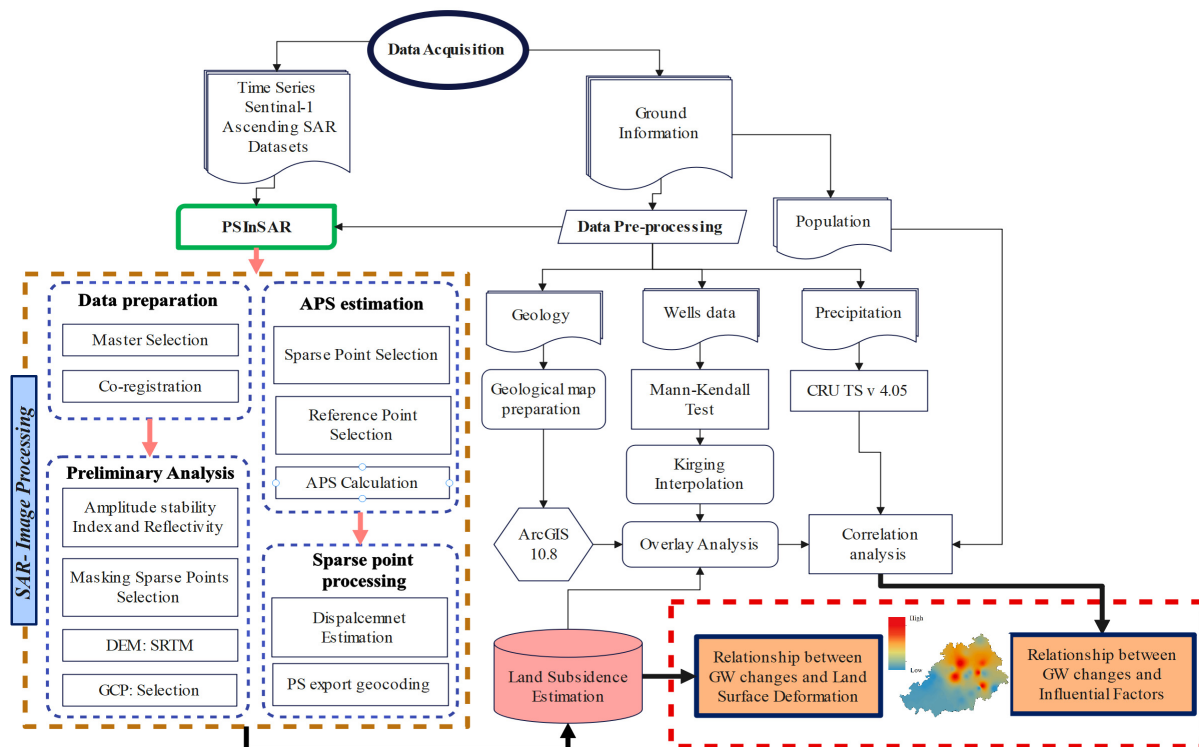 Data Acquisition
Time Series
Sentinal-1
Ascending SAR
Datasets
Ground
Information
PSInSAR
Data Pre-processing
Population
SAR- Image Processing
Data preparation
Master Selection
Co-registration
Preliminary Analysis
Amplitude stability
Index and Reflectivity
Masking Sparse Points
Selection
DEM: SRTM
GCP: Selection
APS estimation
Sparse Point Selection
Reference Point
Selection
APS Calculation
Sparse point
processing
Dispalcemnet
Estimation
PS export geocoding
Geology
Wells data
Precipitation
Geological map
preparation
Mann-Kendall
Test
CRU TS v 4.05
Kirging
Interpolation
ArcGIS
10.8
Overlay Analysis
Correlation
analysis
Land Subsidence
Estimation
Relationship between
GW changes and Land
Surface Deformation
High
Low
Relationship between
GW changes and
Influential Factors